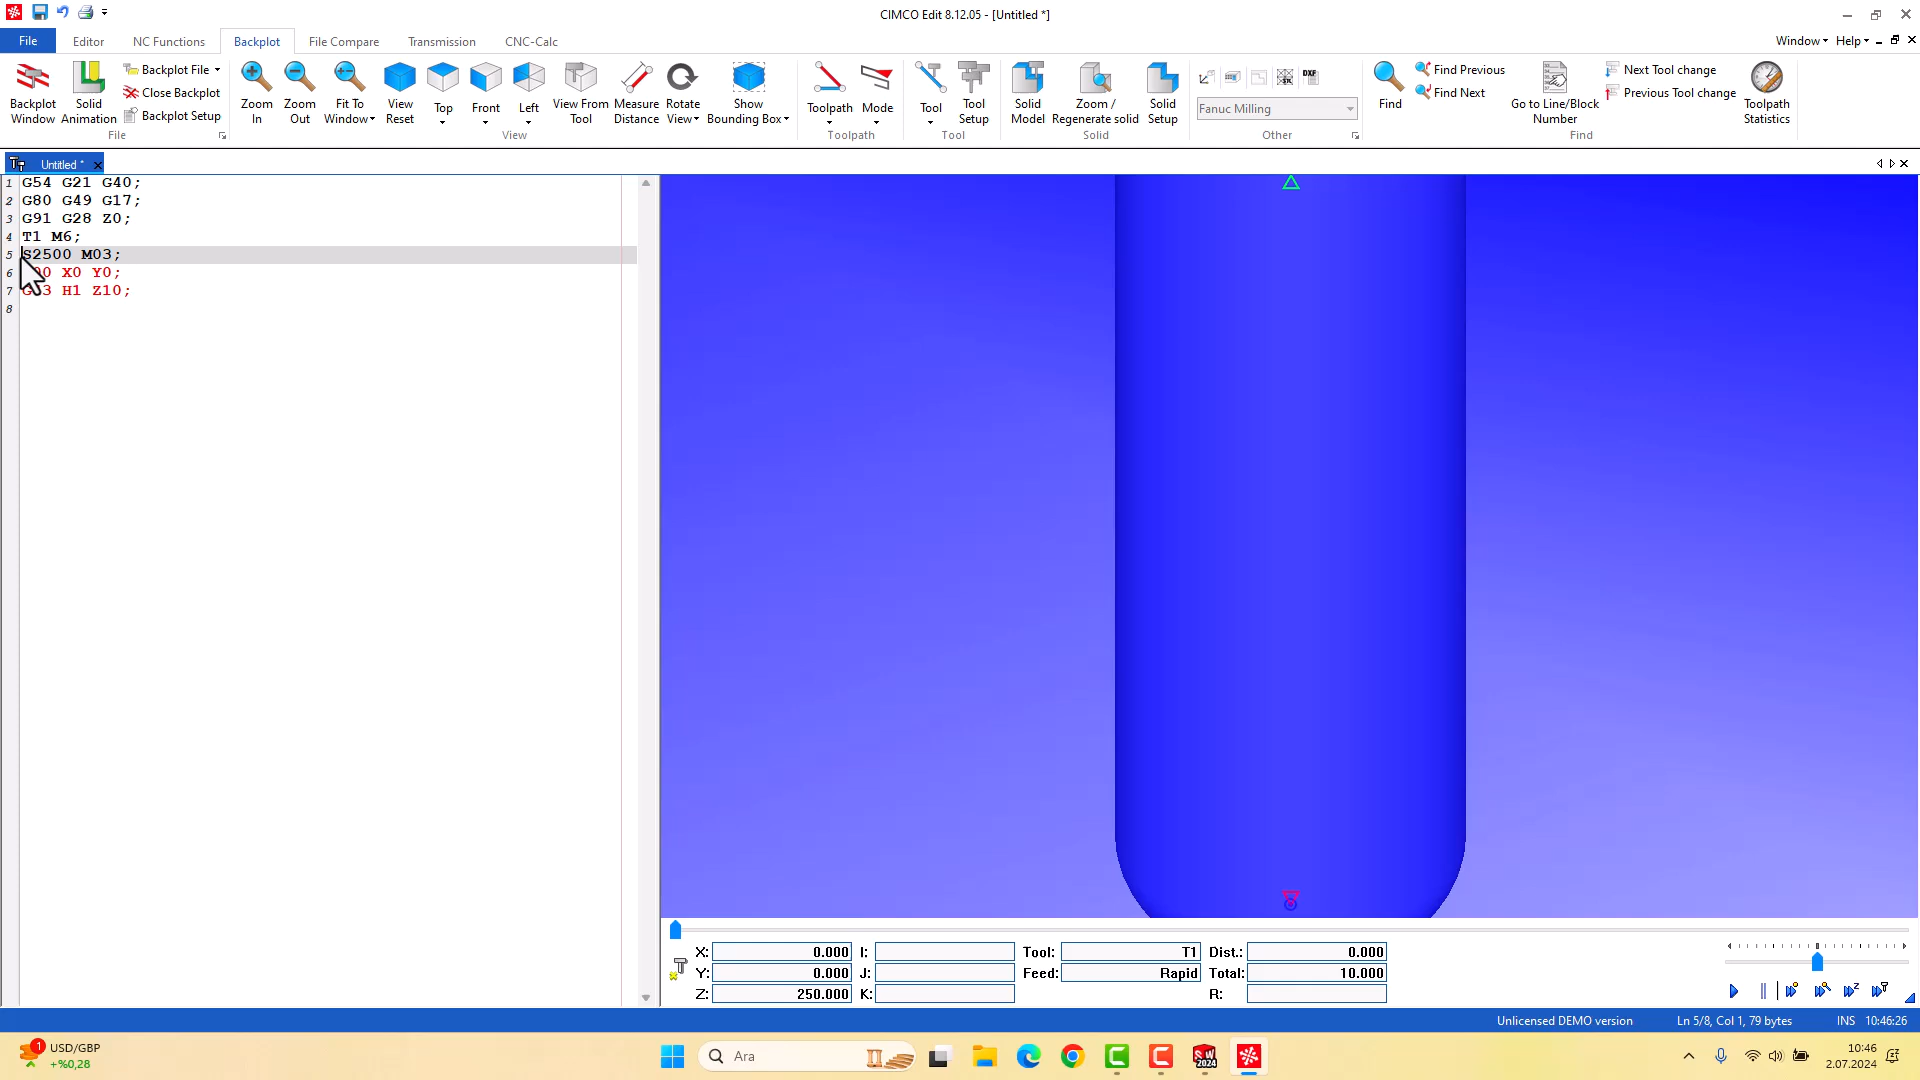 CIMCO Edit 8.12.05 - [Untitled *]
File
Editor
NC Functions
Backplot
File Compare
Transmission
CNC-Calc
Window
Help
Backplot Window
Solid Animation
Backplot File
Close Backplot
Backplot Setup
File
Zoom In
Zoom Out
Fit To Window
View Reset
Top
Front
Left
View From Tool
Measure Distance
Rotate View
Show Bounding Box
View
Toolpath
Mode
Toolpath
Tool
Tool Setup
Tool
Solid Model
Zoom / Regenerate solid
Solid Setup
Solid
DXF
Fanuc Milling
Other
Find
Find Previous
Find Next
Go to Line/Block Number
Next Tool change
Previous Tool change
Find
Toolpath Statistics
Untitled *
1 G54 G21 G40;
2 G80 G49 G17;
3 G91 G28 Z0;
4 T1 M6;
5 S2500 M03;
6 X0 Y0;
7 H1 Z10;
8
X: 0.000 I: Tool: T1 Dist.: 0.000
Y: 0.000 J: Feed: Rapid Total: 10.000
Z: 250.000 K: R:
Unlicensed DEMO version
Ln 5/8, Col 1, 79 bytes
INS 10:46:26
1
USD/GBP
+%0,28
Ara
SW
2024
10:46
2.07.2024